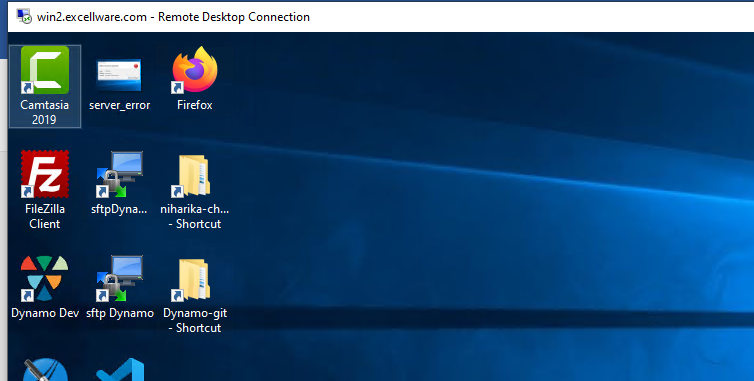 win2.excellware.com - Remote Desktop Connection
Camtasia
2019
server_error
Firefox
FileZilla
Client
sftpDyna...
niharika-ch...
- Shortcut
Dynamo Dev
sftp Dynamo
Dynamo-git
- Shortcut